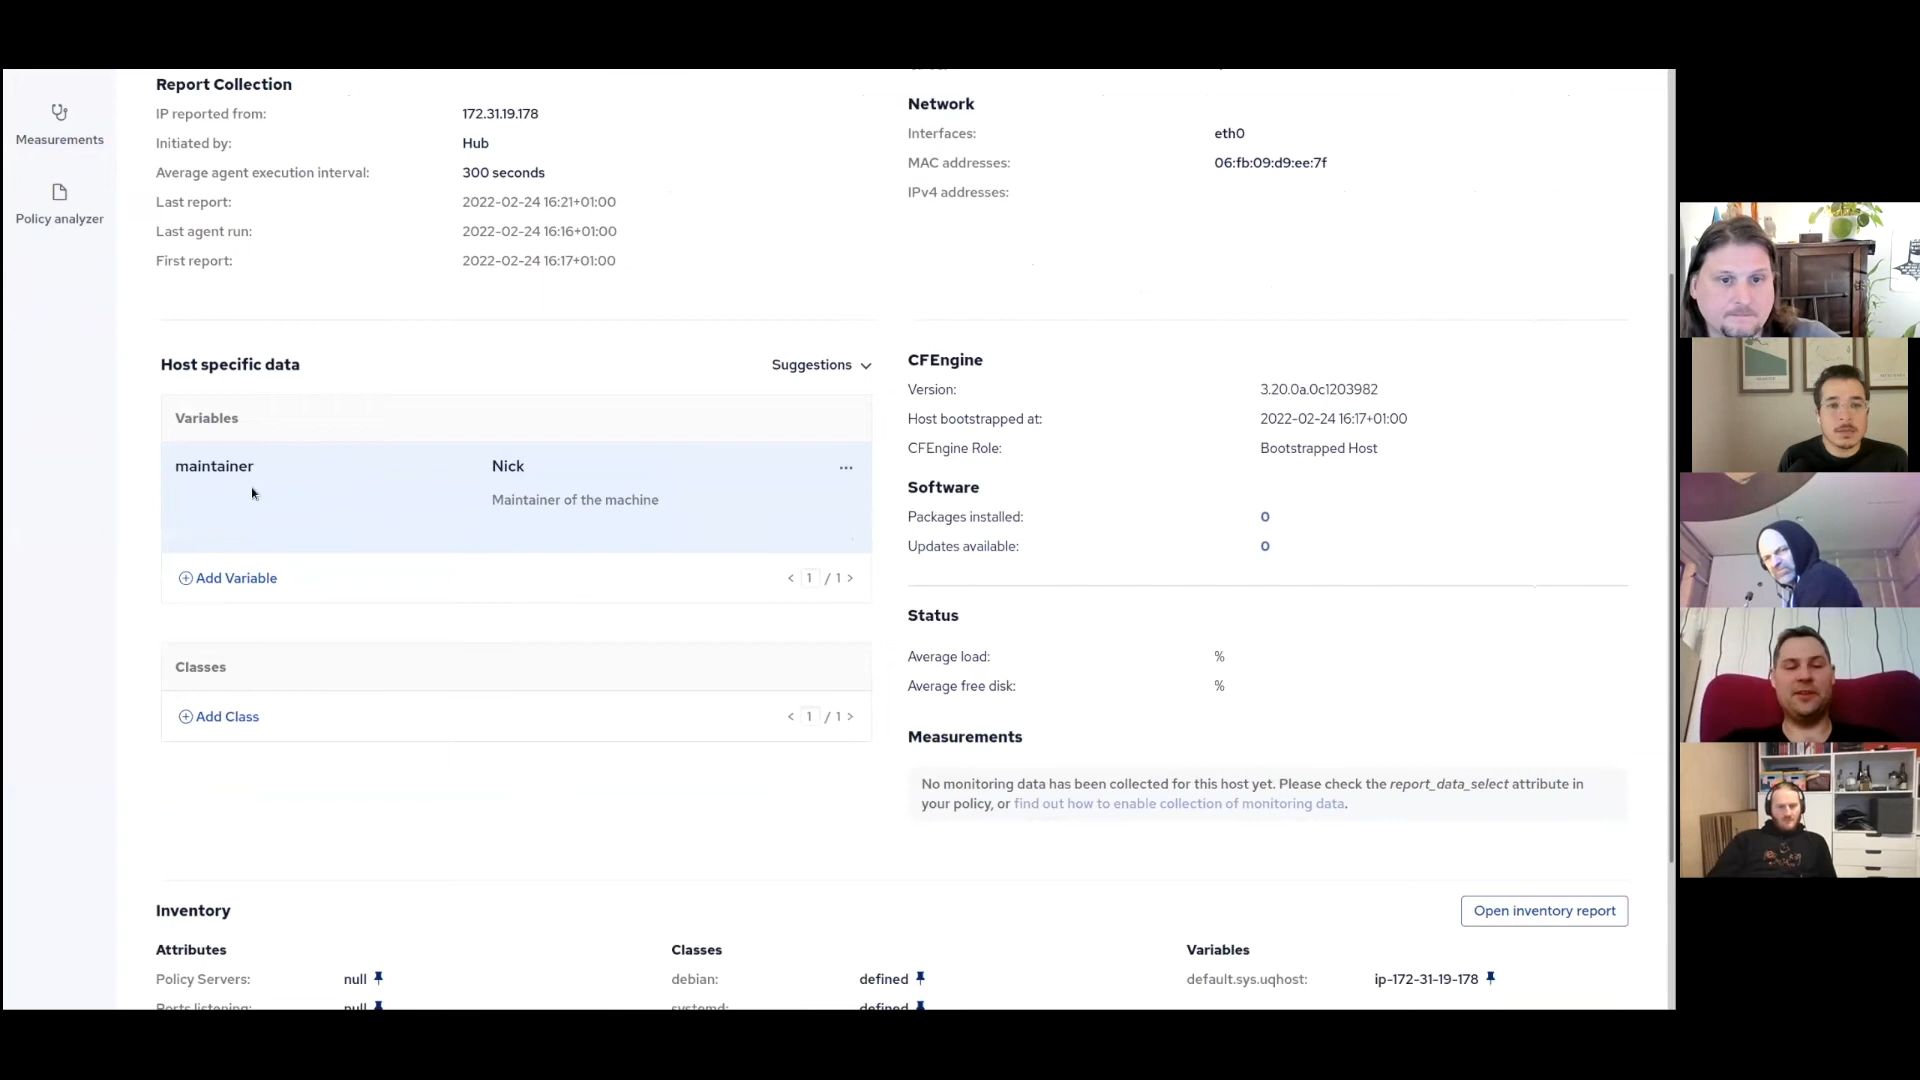 Measurements
Policy analyzer
Report Collection
IP reported from: 172.31.19.178
Initiated by: Hub
Average agent execution interval: 300 seconds
Last report: 2022-02-24 16:21+01:00
Last agent run: 2022-02-24 16:16+01:00
First report: 2022-02-24 16:17+01:00
Network
Interfaces: eth0
MAC addresses: 06:fb:09:d9:ee:7f
IPv4 addresses:
Host specific data
Suggestions
Variables
maintainer Nick ...
Maintainer of the machine
Add Variable < 1 / 1 >
Classes
Add Class < 1 / 1 >
CFEngine
Version: 3.20.0a.0c1203982
Host bootstrapped at: 2022-02-24 16:17+01:00
CFEngine Role: Bootstrapped Host
Software
Packages installed: 0
Updates available: 0
Status
Average load: %
Average free disk: %
Measurements
No monitoring data has been collected for this host yet. Please check the report_data_select attribute in
your policy, or find out how to enable collection of monitoring data.
Inventory
Open inventory report
Attributes Classes Variables
Policy Servers: null debian: defined default.sys.uqhost: ip-172-31-19-178
Ports listening: null systemd: defined